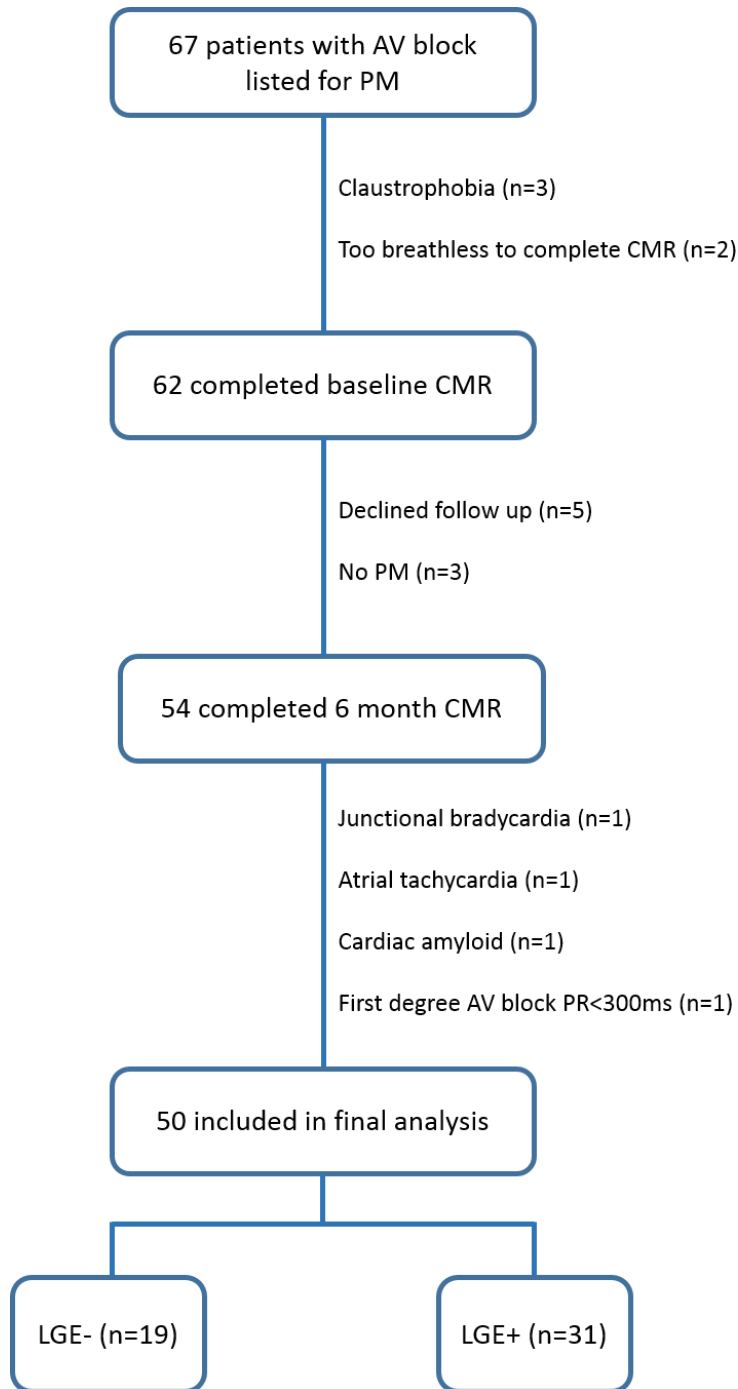 67 patients with AV block
listed for PM
Claustrophobia (n=3)
Too breathless to complete CMR (n=2)
62 completed baseline CMR
Declined follow up (n=5)
No PM (n=3)
54 completed 6 month CMR
Junctional bradycardia (n=1)
Atrial tachycardia (n=1)
Cardiac amyloid (n=1)
First degree AV block PR<300ms (n=1)
50 included in final analysis
LGE- (n=19)
LGE+ (n=31)